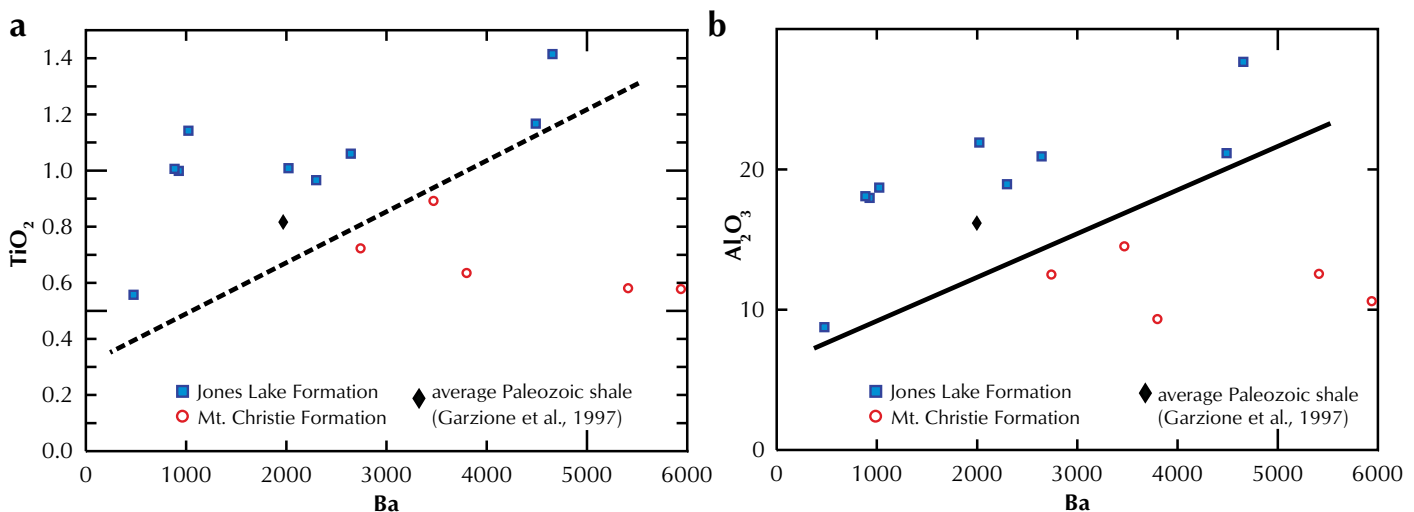 a
1.4
1.2
1.0
0.8
0.6
0.4
0.2
0.0
TiO₂
0 1000 2000 3000 4000 5000 6000
Ba
Jones Lake Formation
Mt. Christie Formation
average Paleozoic shale
(Garzione et al., 1997)
b
20
10
0
Al₂O₃
0 1000 2000 3000 4000 5000 6000
Ba
Jones Lake Formation
Mt. Christie Formation
average Paleozoic shale
(Garzione et al., 1997)